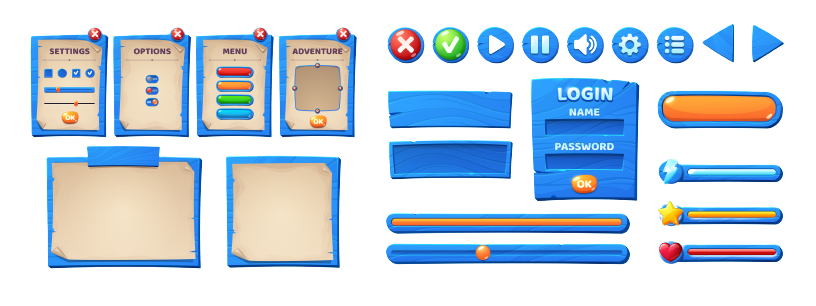 SETTINGS
OK
OPTIONS
MENU
ADVENTURE
OK
LOGIN
NAME
PASSWORD
OK